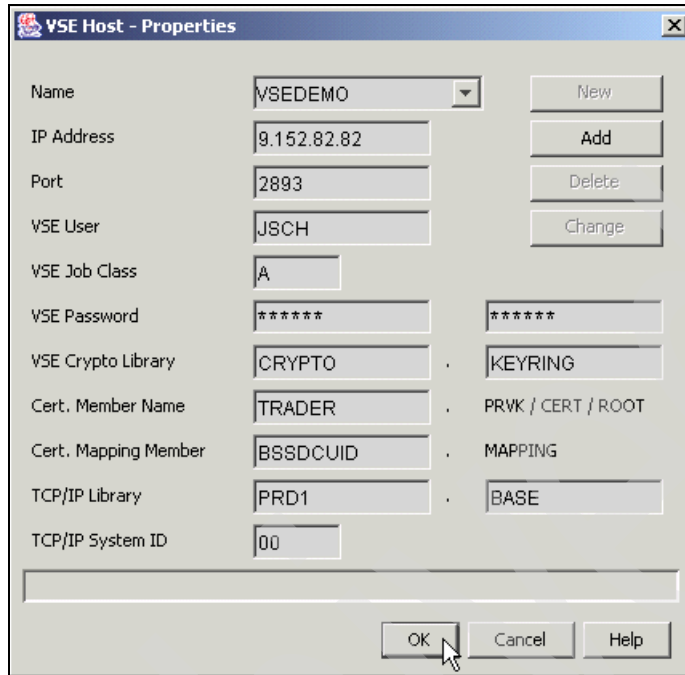 VSE Host - Properties
Name VSEDEMO New
IP Address 9.152.82.82 Add
Port 2893 Delete
VSE User JSCH Change
VSE Job Class A
VSE Password ****** ******
VSE Crypto Library CRYPTO . KEYRING
Cert. Member Name TRADER . PRVK / CERT / ROOT
Cert. Mapping Member BSSDCUID . MAPPING
TCP/IP Library PRD1 . BASE
TCP/IP System ID 00
OK Cancel Help